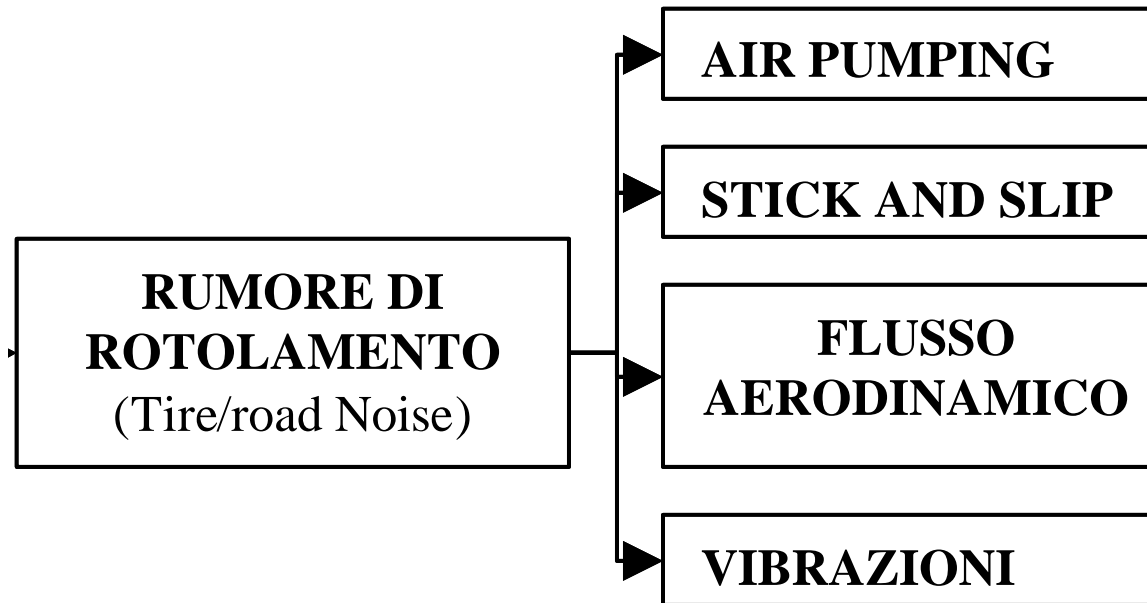 AIR PUMPING
STICK AND SLIP
RUMORE DI
ROTOLAMENTO
(Tire/road Noise)
FLUSSO
AERODINAMICO
VIBRAZIONI